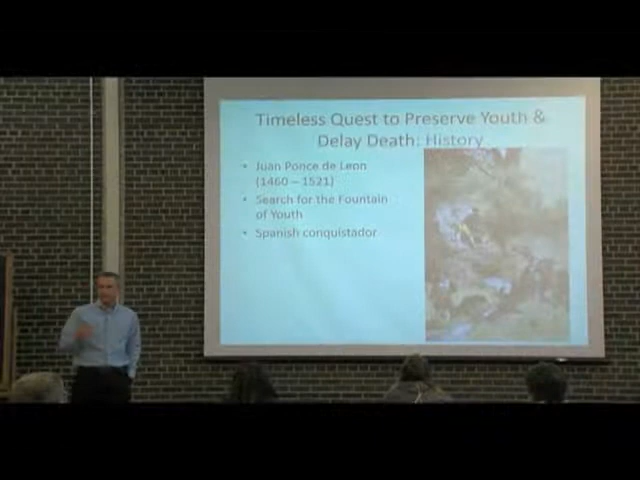 Timeless Quest to Preserve Youth &
Delay Death: History
• Juan Ponce de Leon
(1460 – 1521)
• Search for the Fountain
of Youth
• Spanish conquistador